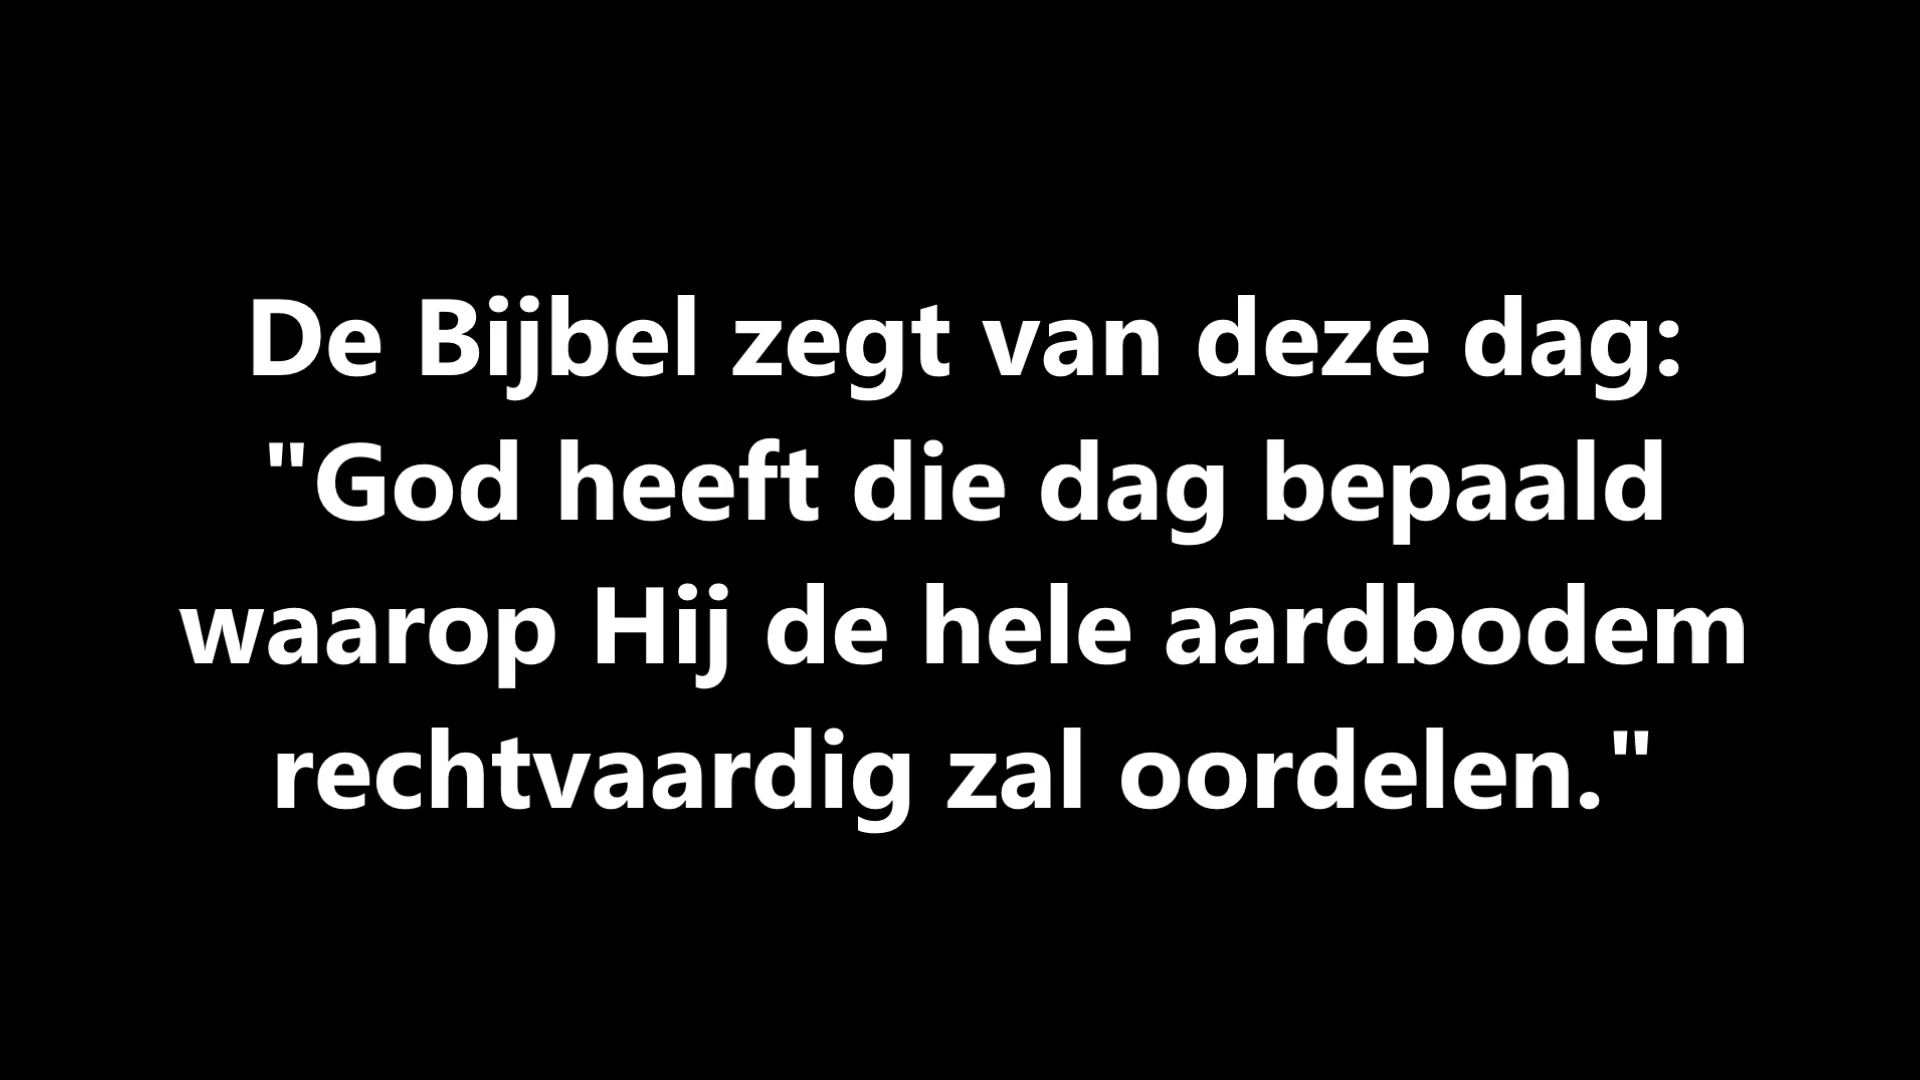 De Bijbel zegt van deze dag:
"God heeft die dag bepaald
waarop Hij de hele aardbodem
rechtvaardig zal oordelen."